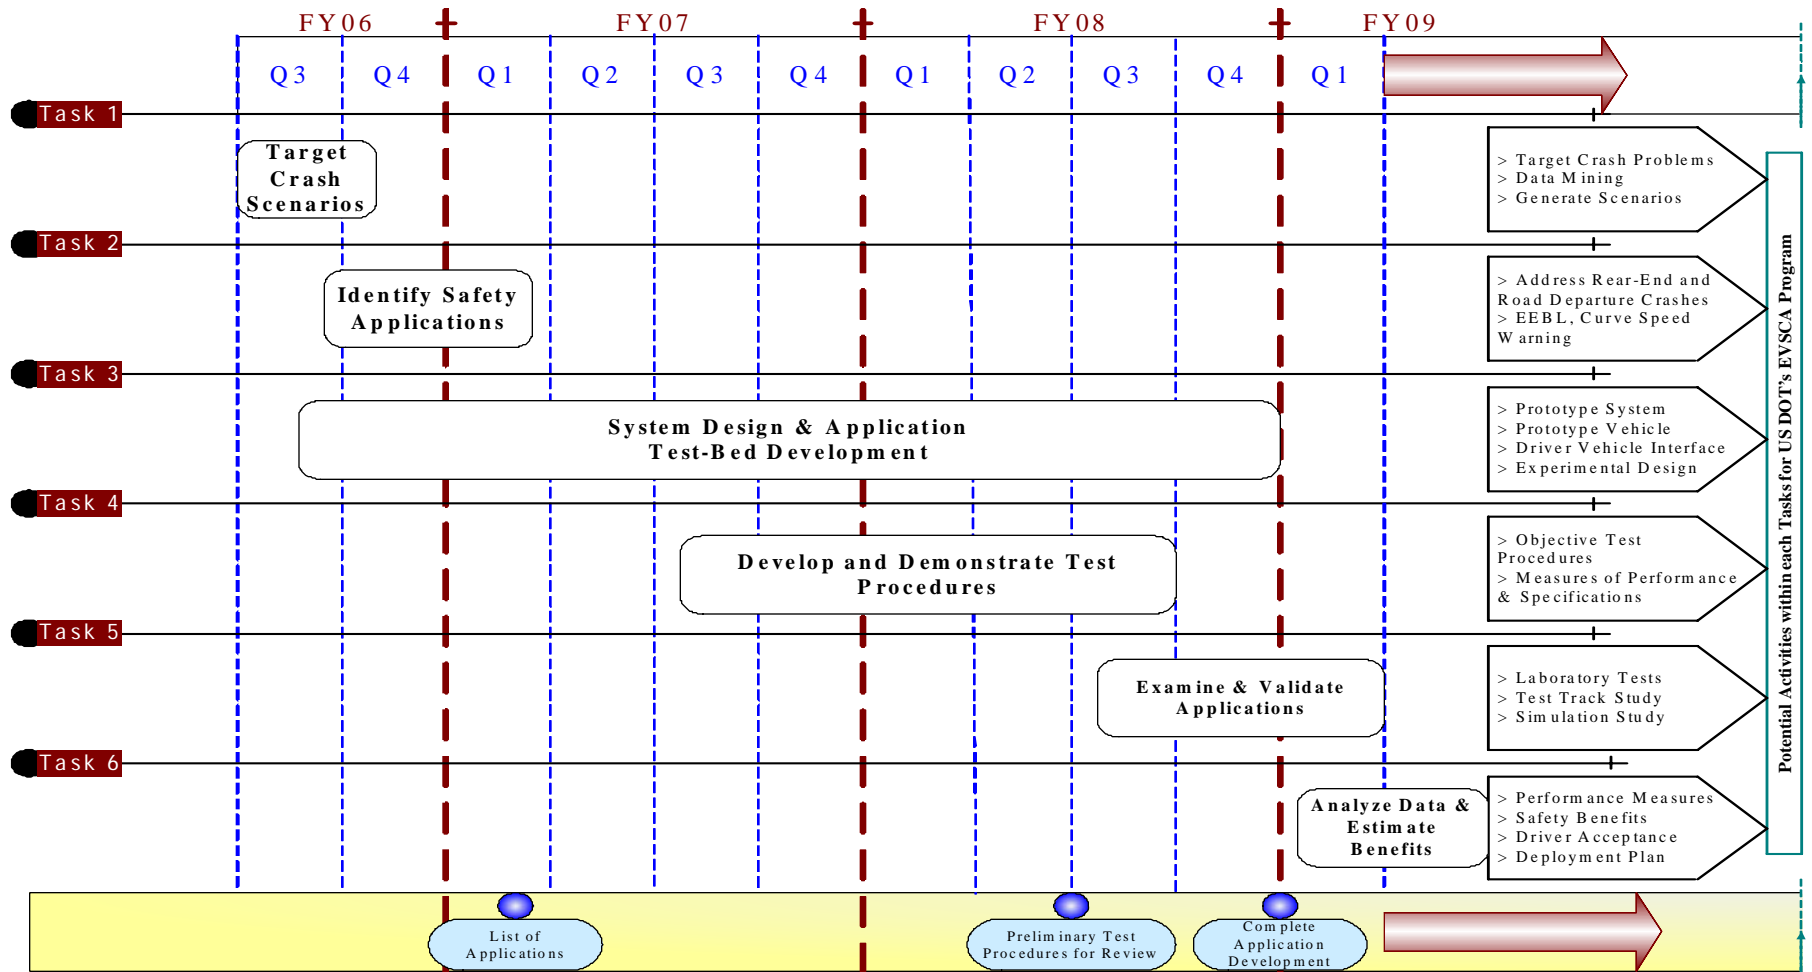 FY06
FY07
FY08
FY09
Q3
Q4
Q1
Q2
Q3
Q4
Q1
Q2
Q3
Q4
Q1
Task 1
Target
Crash
Scenarios
> Target Crash Problems
> Data Mining
> Generate Scenarios
Task 2
Identify Safety
Applications
> Address Rear-End and
Road Departure Crashes
> EEBL, Curve Speed
Warning
Task 3
System Design & Application
Test-Bed Development
> Prototype System
> Prototype Vehicle
> Driver Vehicle Interface
> Experimental Design
Task 4
Develop and Demonstrate Test
Procedures
> Objective Test
Procedures
> Measures of Performance
& Specifications
Task 5
Examine & Validate
Applications
> Laboratory Tests
> Test Track Study
> Simulation Study
Task 6
Analyze Data &
Estimate
Benefits
> Performance Measures
> Safety Benefits
> Driver Acceptance
> Deployment Plan
Potential Activities within each Tasks for US DOT's EVSCA Program
List of
Applications
Preliminary Test
Procedures for Review
Complete
Application
Development